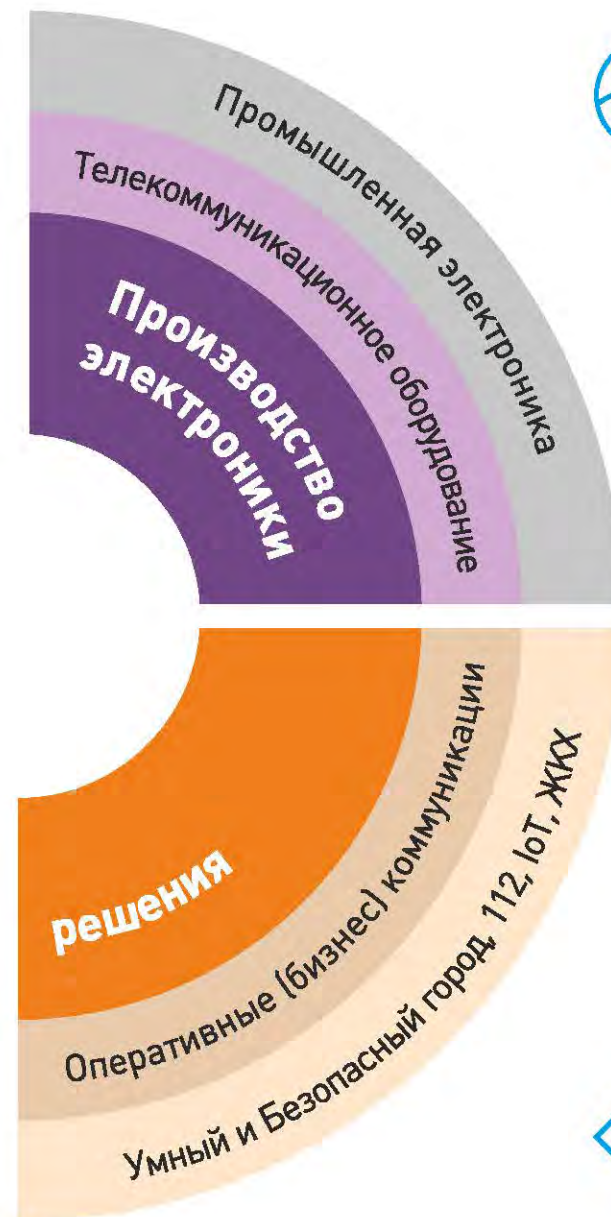 Промышленная электроника
Телекоммуникационное оборудование
Производство
электроники
решения
Оперативные (бизнес) коммуникации
Умный и Безопасный город, 112, IoT, ЖКХ